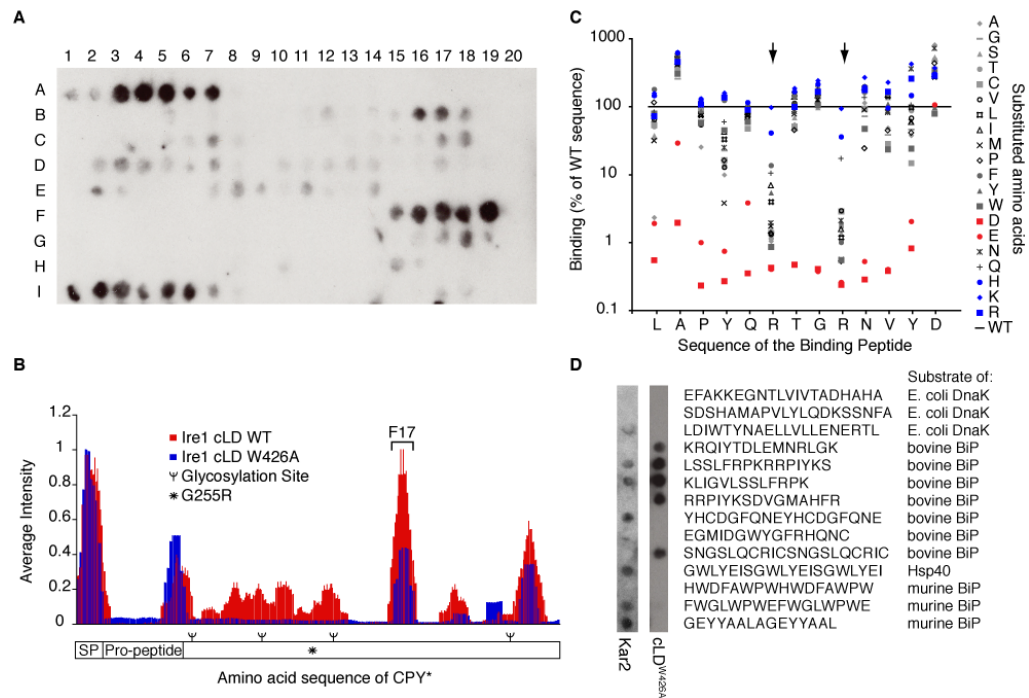 A
1 2 3 4 5 6 7 8 9 10 11 12 13 14 15 16 17 18 19 20
A
B
C
D
E
F
G
H
I
B
Average Intensity
1.2
1
0.8
0.6
0.4
0.2
0
Ire1 cLD WT
Ire1 cLD W426A
Glycosylation Site
G255R
F17
SP Pro-peptide
Amino acid sequence of CPY*
C
Binding (% of WT sequence)
1000
100
10
1
0.1
L A P Y Q R T G R N V Y D
Sequence of the Binding Peptide
A
G
S
T
C
V
L
I
M
P
F
Y
W
D
E
N
Q
H
K
R
WT
Substituted amino acids
D
Substrate of:
EFAKKEGNTLVIVTADHAHA E. coli DnaK
SDSHAMAPVLYLQDKSSNFA E. coli DnaK
LDIWTYNAELLVLLENERTL E. coli DnaK
KRQIYTDLEMNRLGK bovine BiP
LSSLFRPKRRPIYKS bovine BiP
KLIGVLSSLFRPK bovine BiP
RRPIYKSDVGMAHFR bovine BiP
YHCDGFQNEYHCDGFQNE bovine BiP
EGMIDGWYGFRHQNC bovine BiP
SNGSLQCRICSNGSLQCRIC bovine BiP
GWLYEISGWLYEISGWLYEI Hsp40
HWDFAWPWHWDFAWPW murine BiP
FWGLWPWEFWGLWPWE murine BiP
GEYYAALAGEYYAAL murine BiP
Kar2
cLDW426A